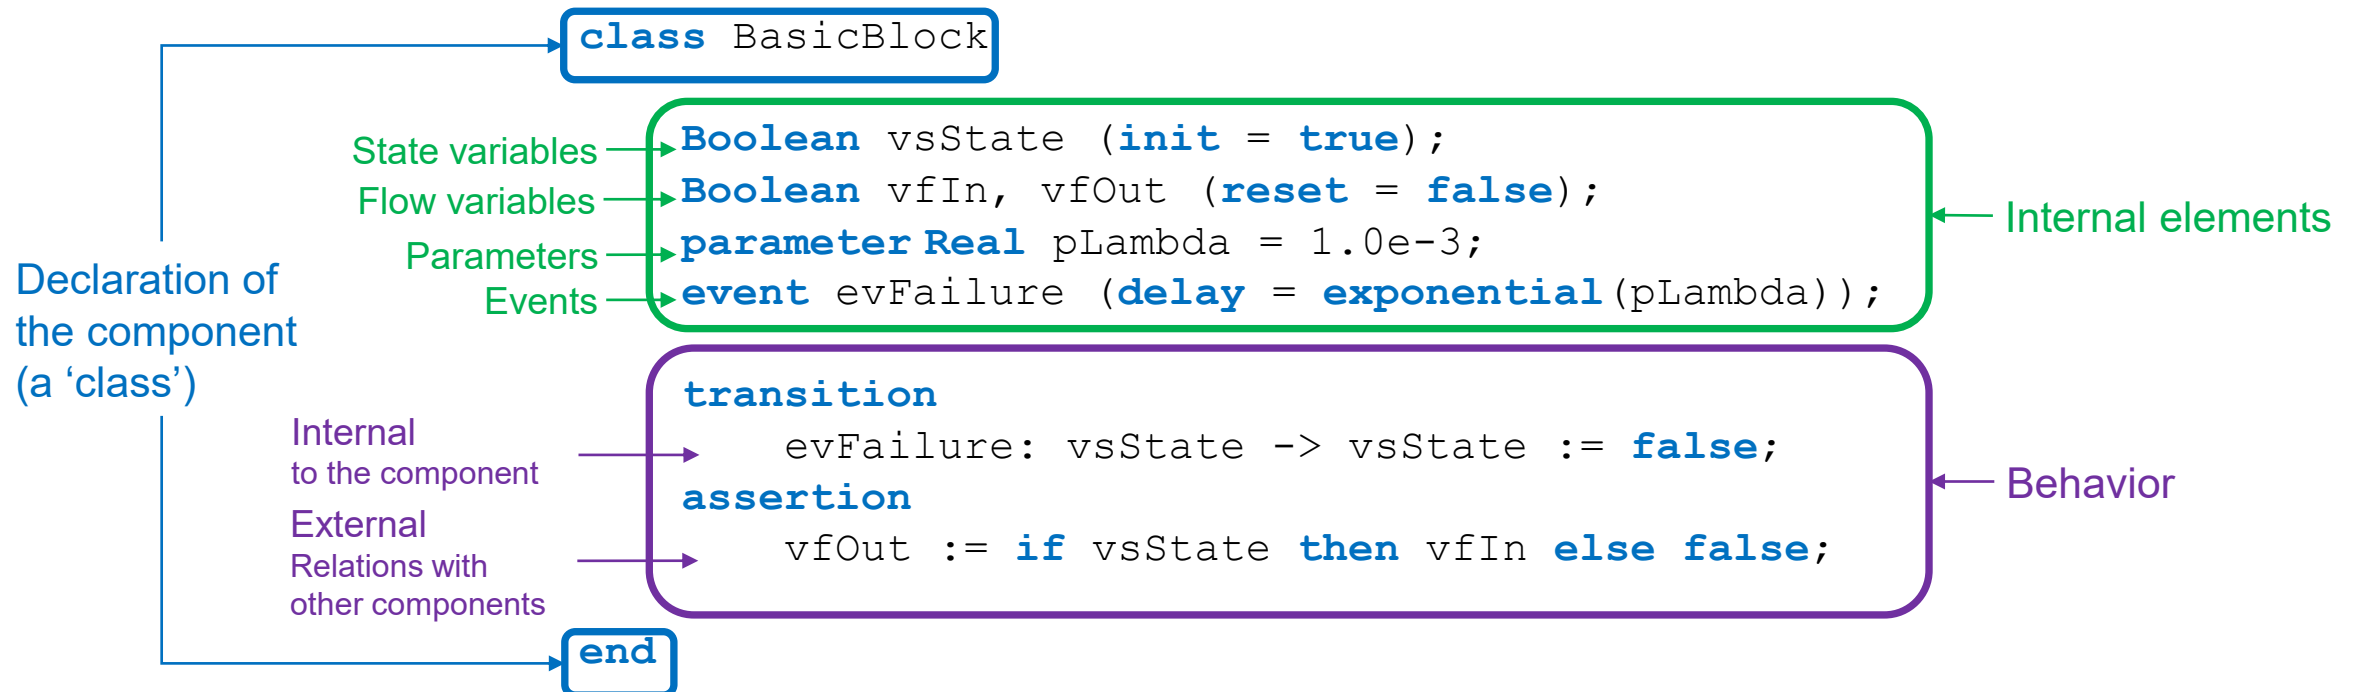 class BasicBlock
State variables
Boolean vsState (init = true);
Flow variables
Boolean vfIn, vfOut (reset = false);
Parameters
parameter Real pLambda = 1.0e-3;
Events
event evFailure (delay = exponential(pLambda));
Internal elements
Declaration of
the component
(a ‘class’)
transition
Internal
to the component
evFailure: vsState -> vsState := false;
assertion
External
Relations with
other components
vfOut := if vsState then vfIn else false;
Behavior
end